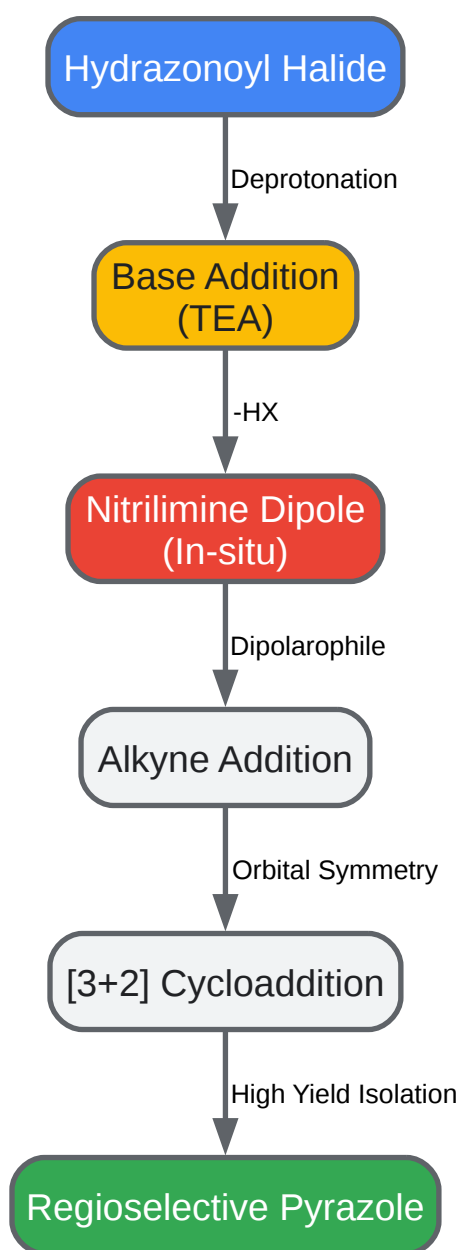 Hydrazonoyl Halide
Deprotonation
Base Addition
(TEA)
-HX
Nitrilimine Dipole
(In-situ)
Dipolarophile
Alkyne Addition
Orbital Symmetry
[3+2] Cycloaddition
High Yield Isolation
Regioselective Pyrazole